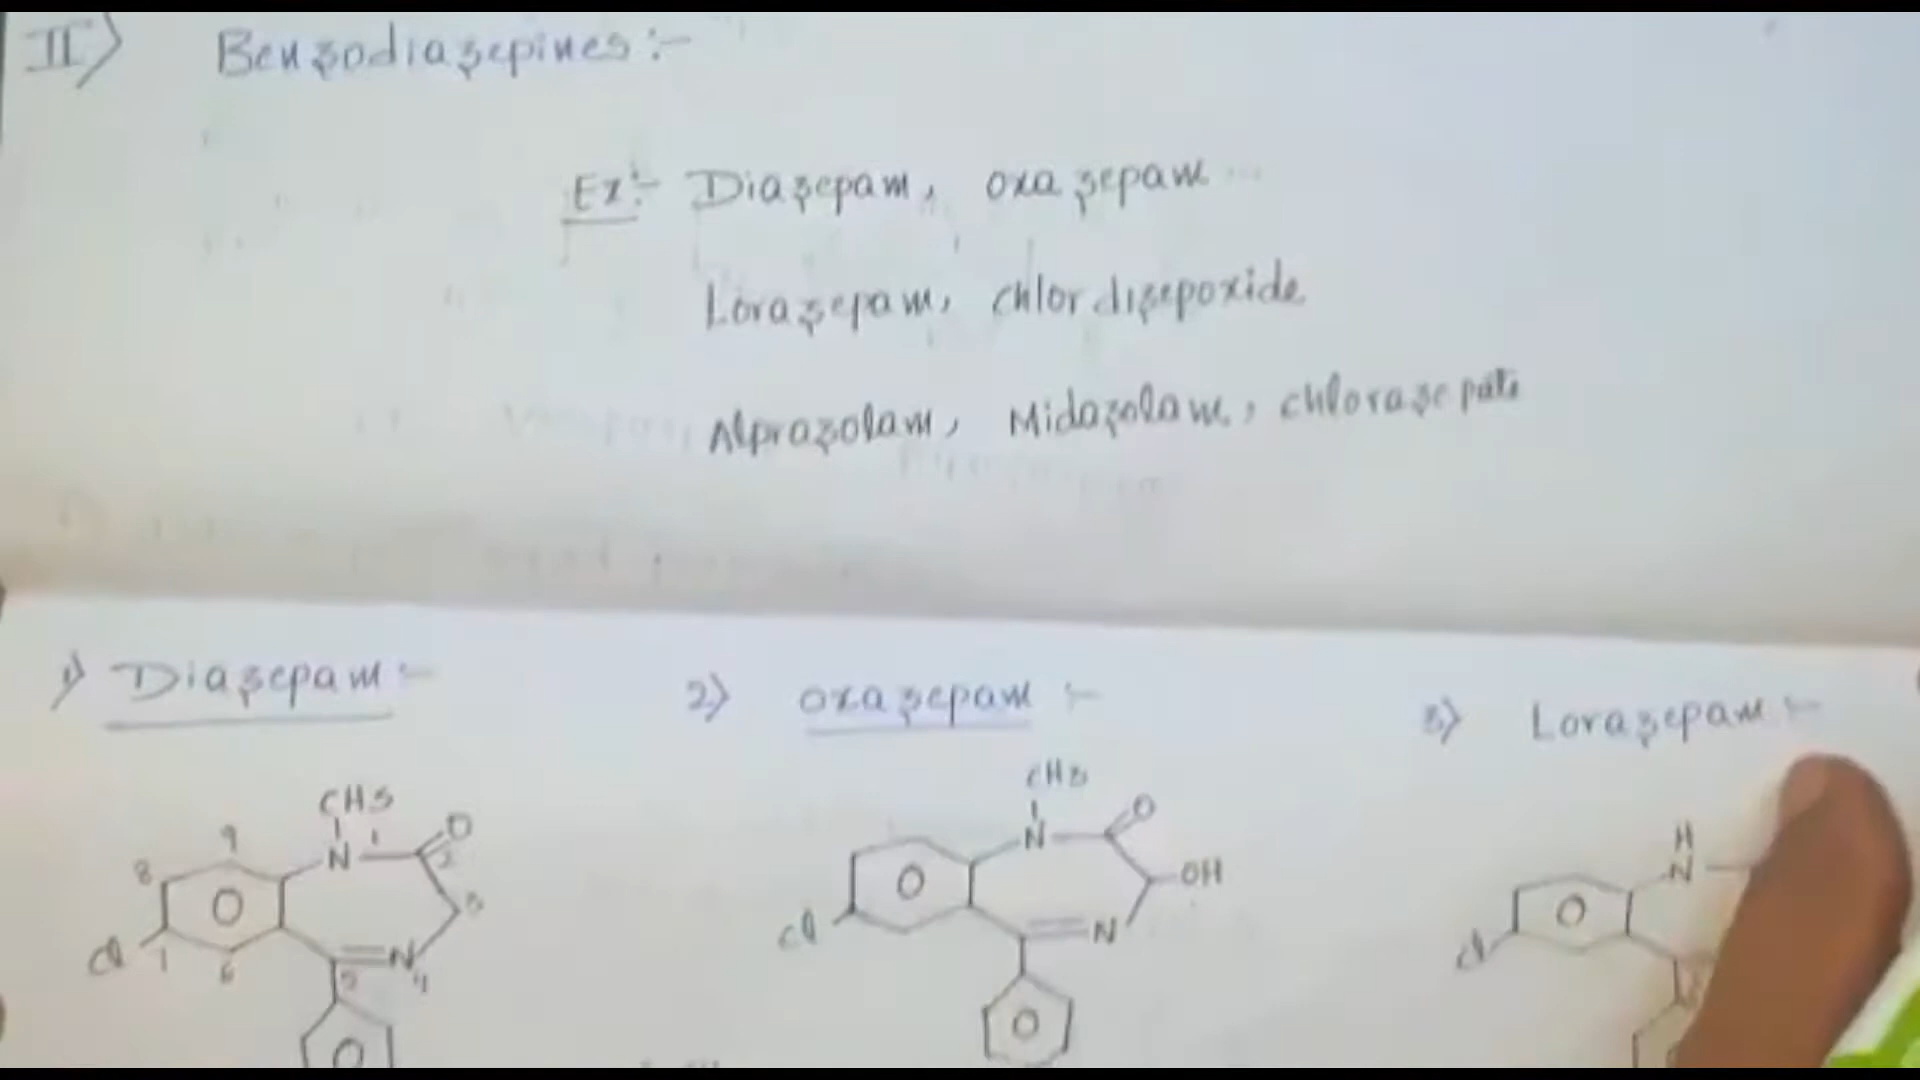 II) Benzodiazepines:-
Ex:- Diazepam, oxazepam
Lorazepam, chlordizepoxide
Alprazolam, Midazolam, chlorazepate
1) Diazepam :-
2) oxazepam :-
3) Lorazepam :-
CH3
N 1
O
2
3
N 4
5
6
1
8
9
Cl
O
O
CH3
N
O
OH
N
Cl
O
O
H
N
Cl
O